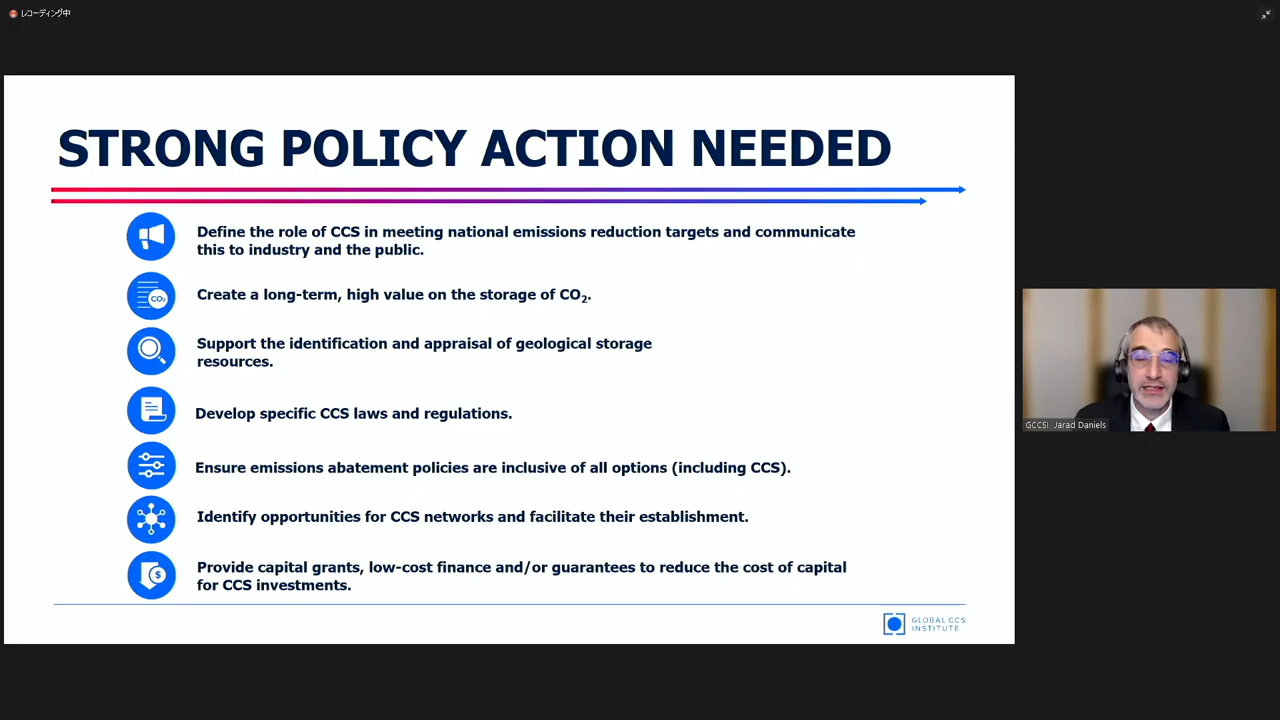 レコーディング中
STRONG POLICY ACTION NEEDED
Define the role of CCS in meeting national emissions reduction targets and communicate
this to industry and the public.
CO₂
Create a long-term, high value on the storage of CO₂.
Support the identification and appraisal of geological storage
resources.
Develop specific CCS laws and regulations.
Ensure emissions abatement policies are inclusive of all options (including CCS).
Identify opportunities for CCS networks and facilitate their establishment.
$
Provide capital grants, low-cost finance and/or guarantees to reduce the cost of capital
for CCS investments.
GLOBAL CCS
INSTITUTE
GCCSI Jarad Daniels